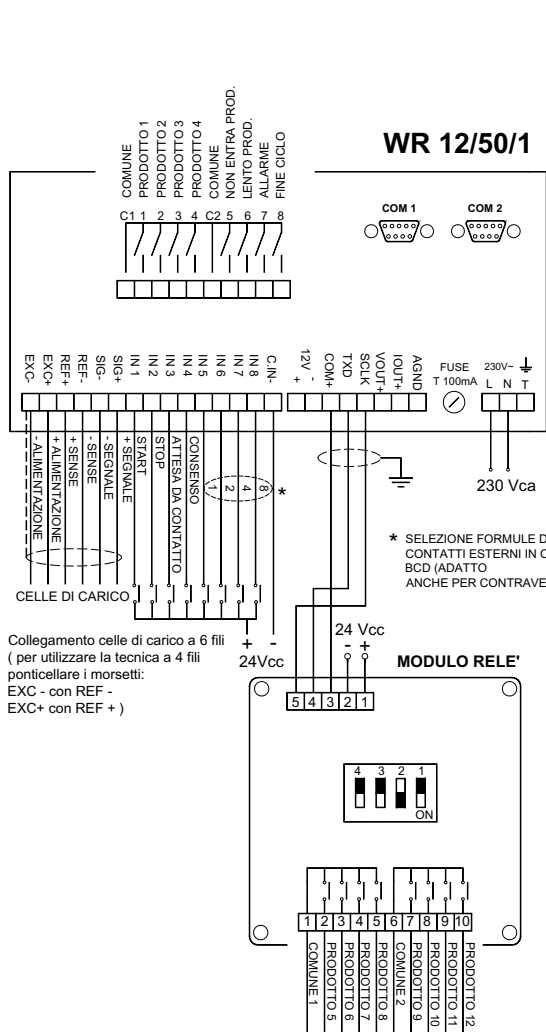 WR 12/50/1
COMUNE
PRODOTTO 1
PRODOTTO 2
PRODOTTO 3
PRODOTTO 4
COMUNE
NON ENTRA PROD.
LENTO PROD.
ALLARME
FINE CICLO
C1 1 2 3 4 C2 5 6 7 8
COM 1
COM 2
EXC-
EXC+
REF+
REF-
SIG-
SIG+
IN 1
IN 2
IN 3
IN 4
IN 5
IN 6
IN 7
IN 8
C.IN-
+ 12V -
COM+
TXD
SCLK
VOUT+
IOUT+
AGND
FUSE
T 100mA
230V~
L N T
- ALIMENTAZIONE
+ ALIMENTAZIONE
+ SENSE
- SENSE
- SEGNALE
+ SEGNALE
START
STOP
ATTESA DA CONTATTO
CONSENSO
1 2 4 8 *
230 Vca
* SELEZIONE FORMULE D
CONTATTI ESTERNI IN C
BCD (ADATTO
ANCHE PER CONTRAVE
CELLE DI CARICO
+ -
24Vcc
Collegamento celle di carico a 6 fili
( per utilizzare la tecnica a 4 fili
ponticellare i morsetti:
EXC - con REF -
EXC+ con REF + )
24 Vcc
- +
MODULO RELE'
5 4 3 2 1
4 3 2 1
ON
1 2 3 4 5 6 7 8 9 10
COMUNE 1
PRODOTTO 5
PRODOTTO 6
PRODOTTO 7
PRODOTTO 8
COMUNE 2
PRODOTTO 9
PRODOTTO 10
PRODOTTO 11
PRODOTTO 12